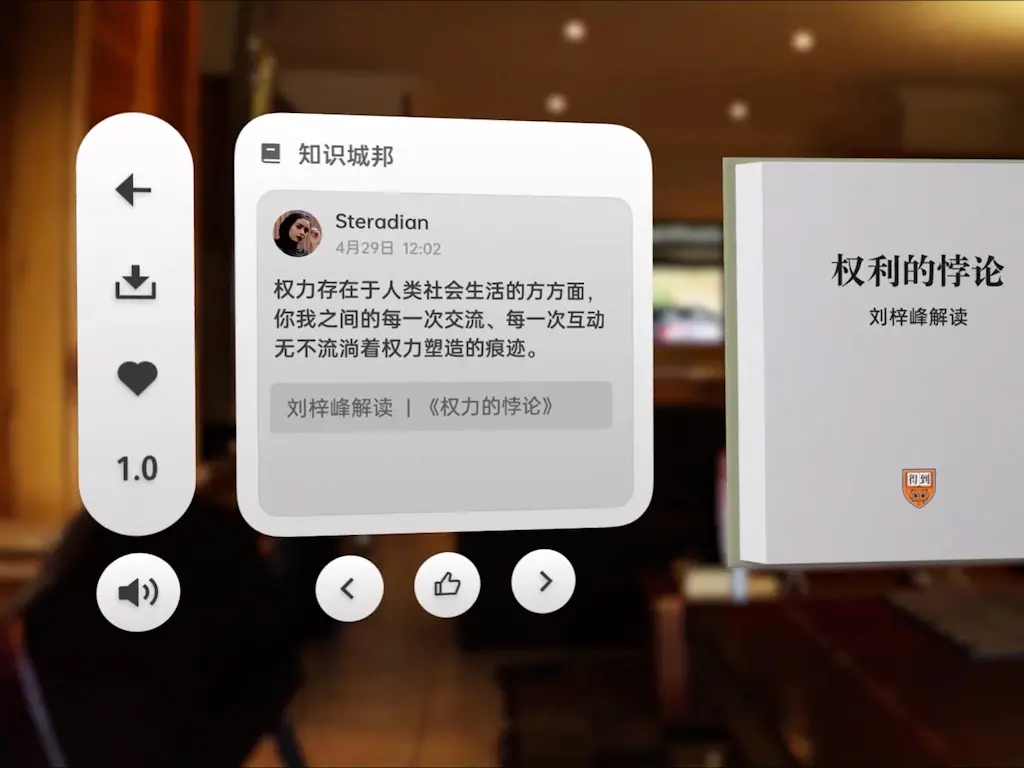 知识城邦
Steradian
4月29日 12:02
权力存在于人类社会生活的方方面，
你我之间的每一次交流、每一次互动
无不流淌着权力塑造的痕迹。
刘梓峰解读 | 《权力的悖论》
1.0
权利的悖论
刘梓峰解读
得到